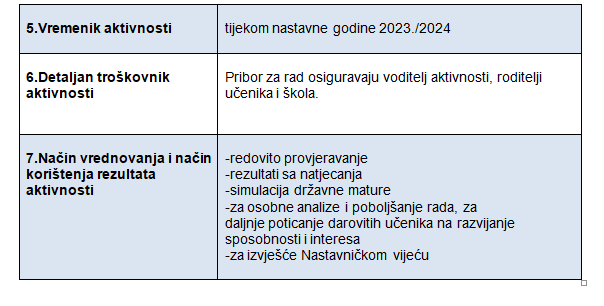 5.Vremenik aktivnosti
tijekom nastavne godine 2023./2024
6.Detaljan troškovnik
aktivnosti
Pribor za rad osiguravaju voditelj aktivnosti, roditelji
učenika i škola.
7.Način vrednovanja i način
korištenja rezultata
aktivnosti
-redovito provjeravanje
-rezultati sa natjecanja
-simulacija državne mature
-za osobne analize i poboljšanje rada, za
daljnje poticanje darovitih učenika na razvijanje
sposobnosti i interesa
-za izvješće Nastavničkom vijeću